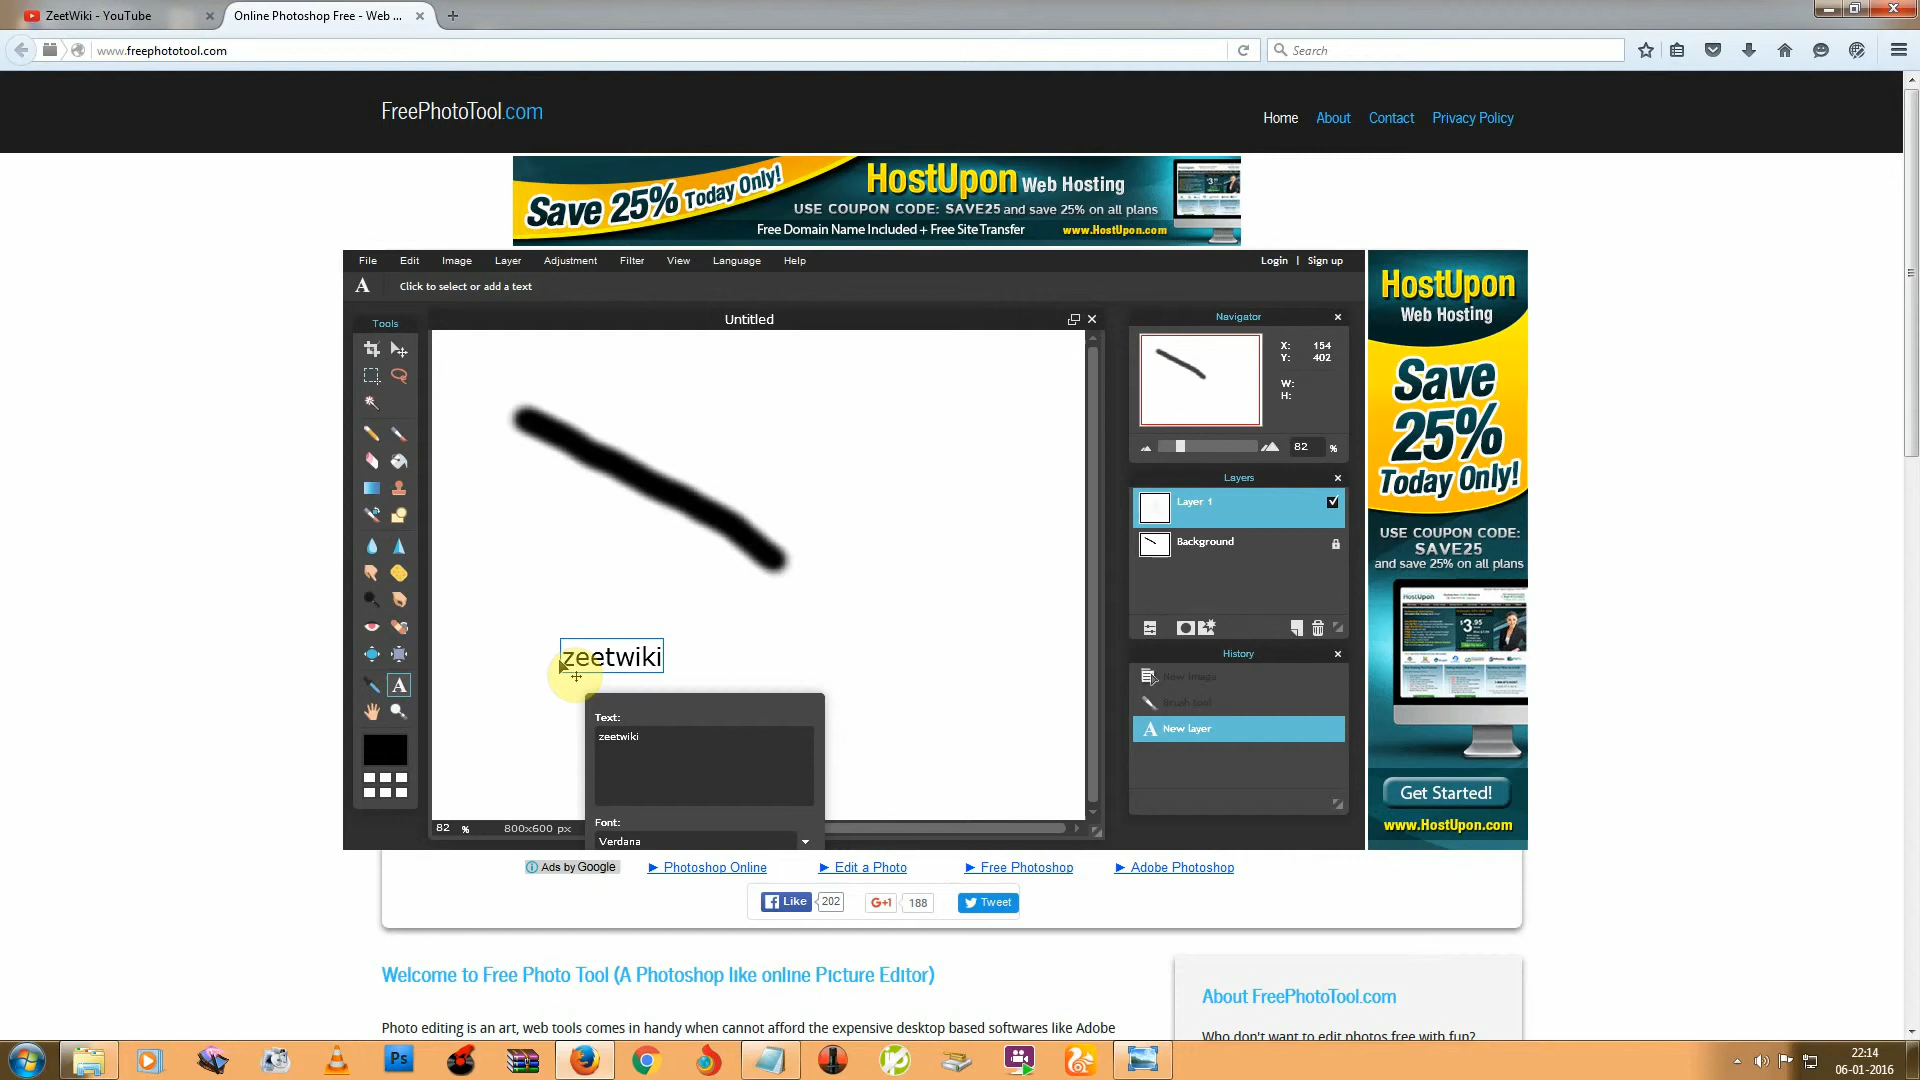 ZeetWiki - YouTube
Online Photoshop Free - Web ...
www.freephototool.com
Search
FreePhotoTool.com
Home About Contact Privacy Policy
Save 25% Today Only!
HostUpon Web Hosting
USE COUPON CODE: SAVE25 and save 25% on all plans
Free Domain Name Included + Free Site Transfer
www.HostUpon.com
File Edit Image Layer Adjustment Filter View Language Help
Login | Sign up
A Click to select or add a text
Tools
Untitled
zeetwiki
Text:
zeetwiki
Font:
Verdana
82 % 800x600 px
Navigator
X: 154
Y: 402
W:
H:
82 %
Layers
Layer 1
Background
History
New image
Brush tool
A New layer
HostUpon
Web Hosting
Save
25%
Today Only!
USE COUPON CODE:
SAVE25
and save 25% on all plans
$3.95
Get Started!
www.HostUpon.com
Ads by Google
► Photoshop Online
► Edit a Photo
► Free Photoshop
► Adobe Photoshop
Like 202
G+1 188
Tweet
Welcome to Free Photo Tool (A Photoshop like online Picture Editor)
Photo editing is an art, web tools comes in handy when cannot afford the expensive desktop based softwares like Adobe
About FreePhotoTool.com
Who don't want to edit photos free with fun?
Ps
22:14
06-01-2016